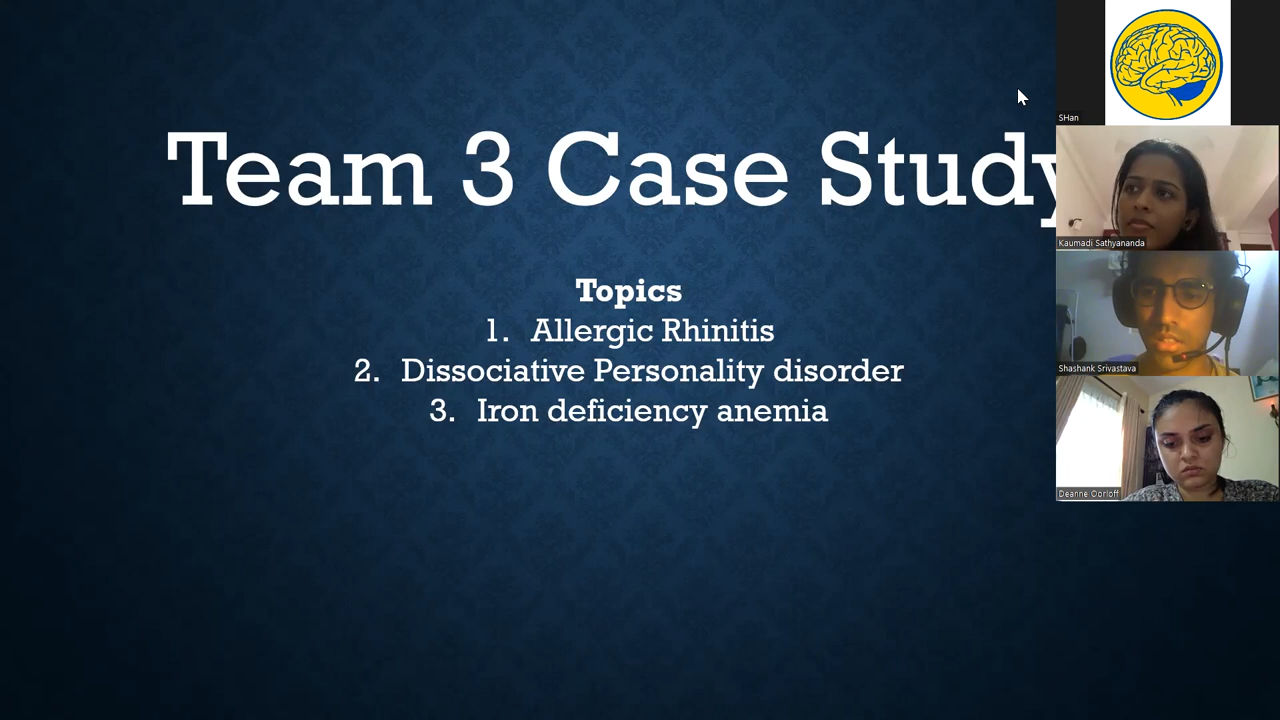 Team 3 Case Study
Topics
1. Allergic Rhinitis
2. Dissociative Personality disorder
3. Iron deficiency anemia
SHan
Kaumadi Sathyananda
Shashank Srivastava
Deanne Oorloff